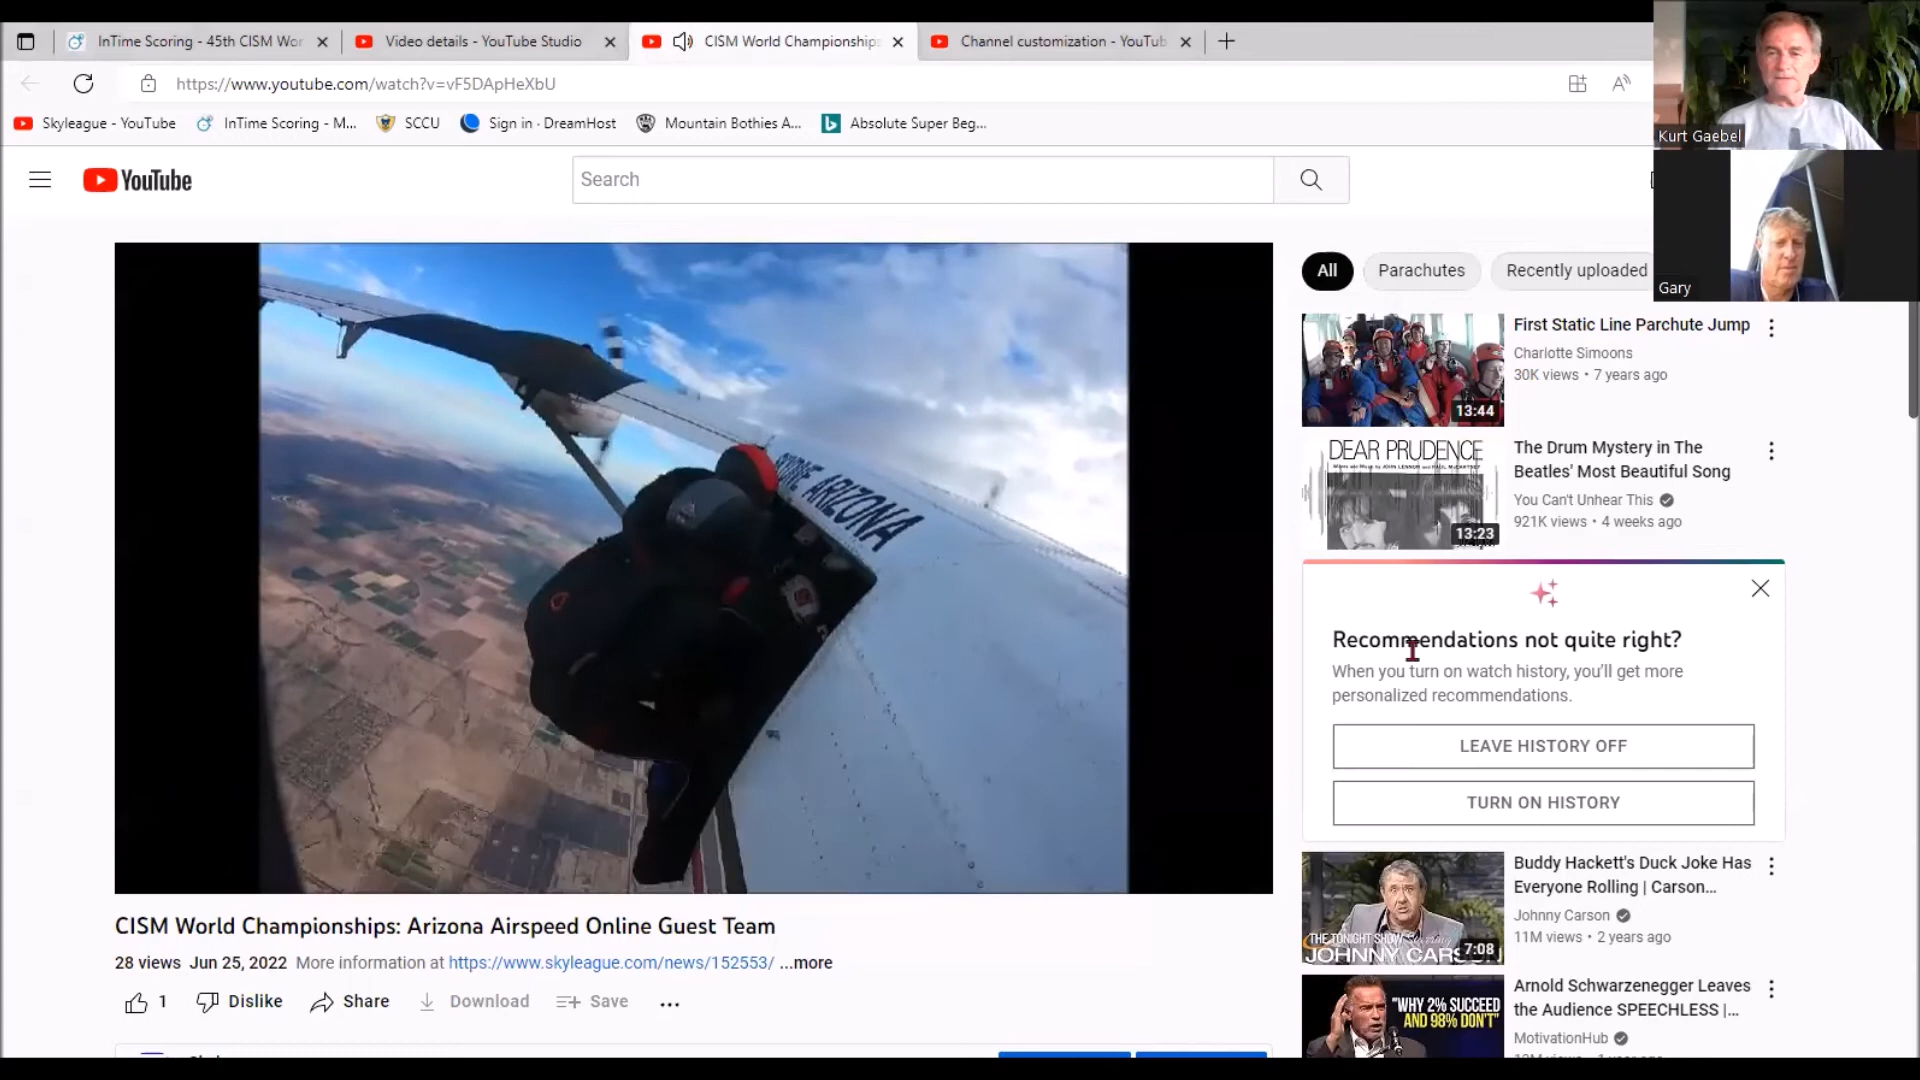 InTime Scoring - 45th CISM Wor
Video details - YouTube Studio
CISM World Championships
Channel customization - YouTub
https://www.youtube.com/watch?v=vF5DApHeXbU
Skyleague - YouTube
InTime Scoring - M...
SCCU
Sign in · DreamHost
Mountain Bothies A...
Absolute Super Beg...
Kurt Gaebel
YouTube
Search
Gary
All
Parachutes
Recently uploaded
ARIZONA
First Static Line Parchute Jump
Charlotte Simoons
30K views • 7 years ago
13:44
DEAR PRUDENCE
13:23
The Drum Mystery in The
Beatles' Most Beautiful Song
You Can't Unhear This
921K views • 4 weeks ago
Recommendations not quite right?
When you turn on watch history, you'll get more
personalized recommendations.
LEAVE HISTORY OFF
TURN ON HISTORY
THE TONIGHT SHOW
JOHNNY CARS
7:08
Buddy Hackett's Duck Joke Has
Everyone Rolling | Carson...
Johnny Carson
11M views • 2 years ago
CISM World Championships: Arizona Airspeed Online Guest Team
28 views Jun 25, 2022 More information at https://www.skyleague.com/news/152553/ ...more
1
Dislike
Share
Download
Save
"WHY 2% SUCCEED
AND 98% DON'T"
Arnold Schwarzenegger Leaves
the Audience SPEECHLESS |...
MotivationHub